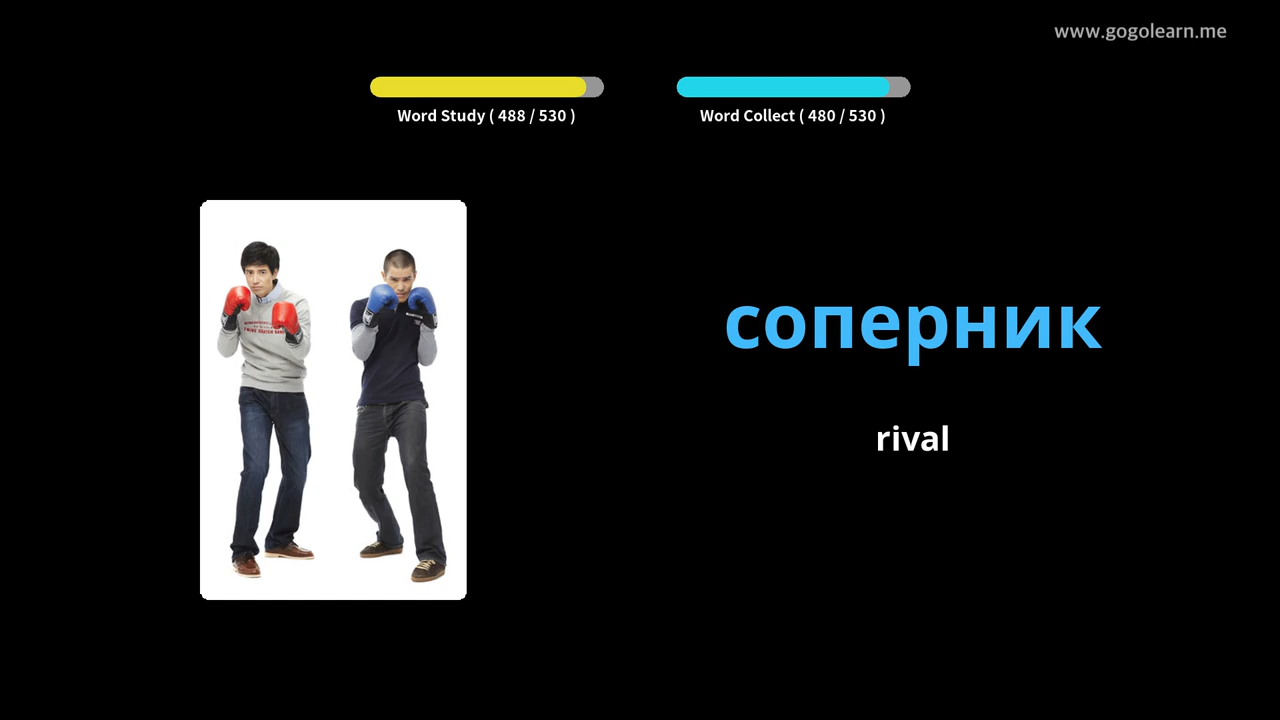 www.gogolearn.me
Word Study ( 488 / 530 )
Word Collect ( 480 / 530 )
соперник
rival